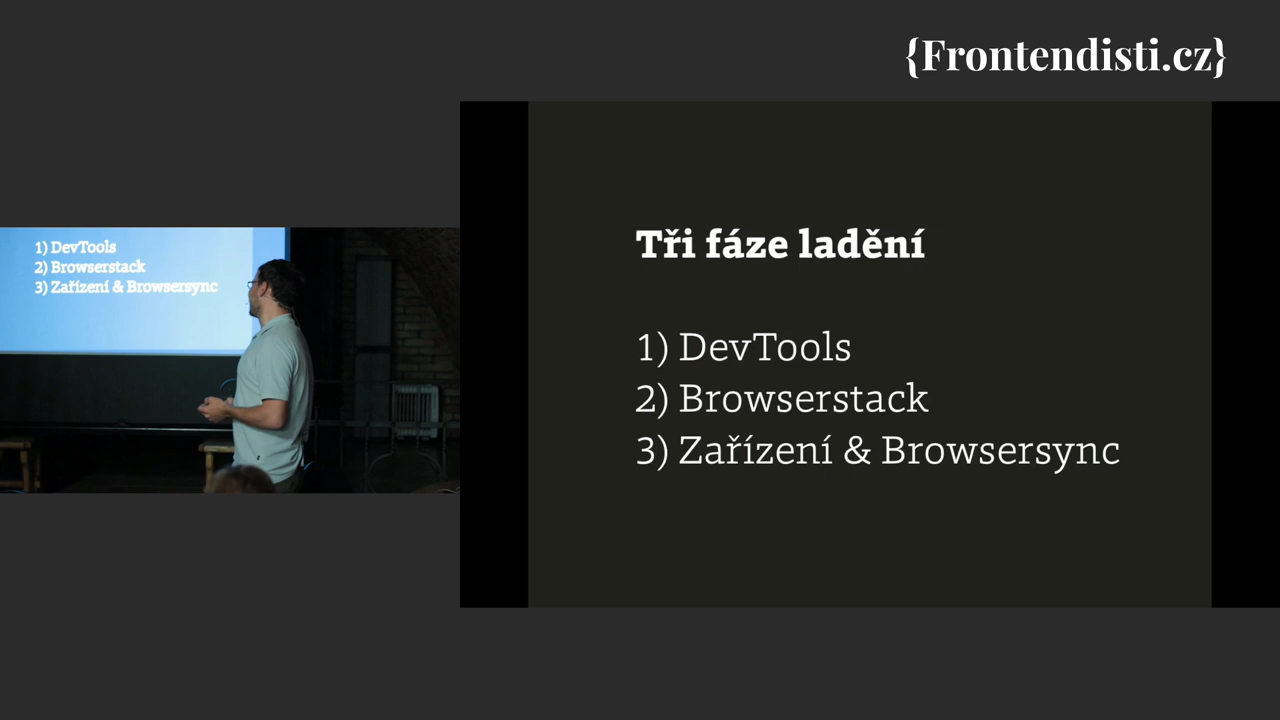 {Frontendisti.cz}
1) DevTools
2) Browserstack
3) Zařízení & Browsersync
Tři fáze ladění
1) DevTools
2) Browserstack
3) Zařízení & Browsersync